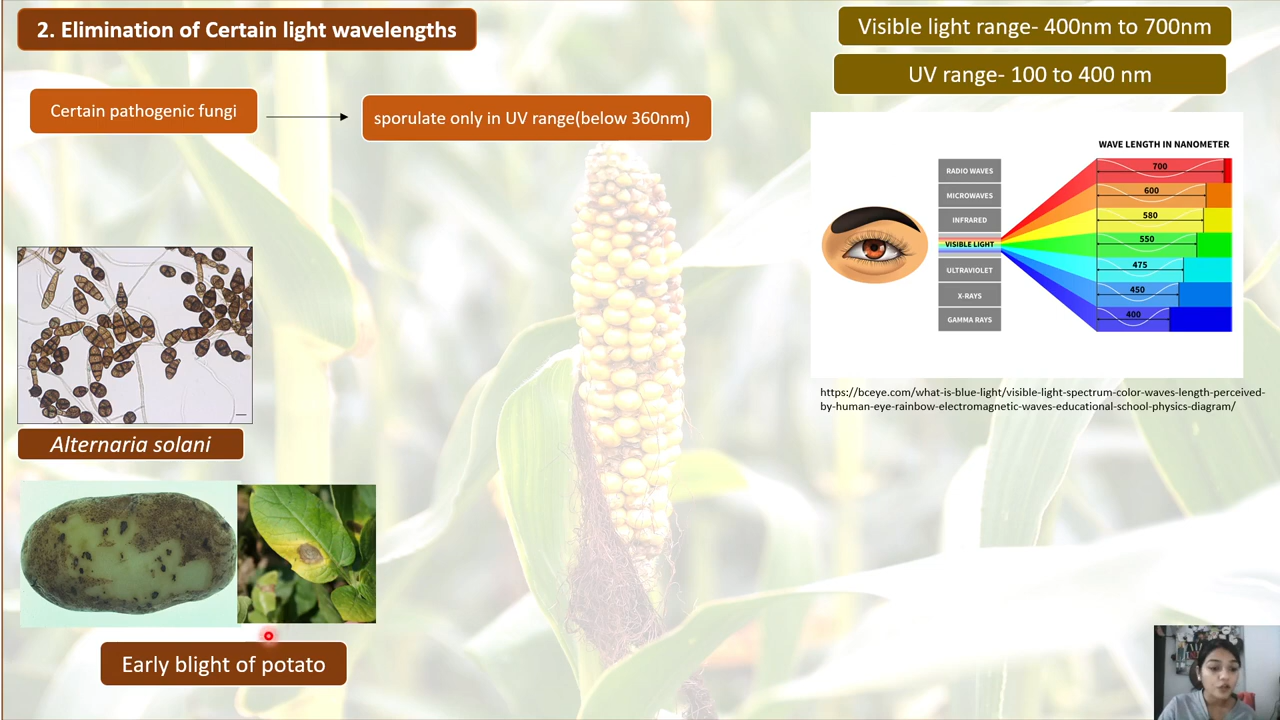 2. Elimination of Certain light wavelengths
Visible light range- 400nm to 700nm
UV range- 100 to 400 nm
Certain pathogenic fungi
sporulate only in UV range(below 360nm)
WAVE LENGTH IN NANOMETER
RADIO WAVES
MICROWAVES
INFRARED
VISIBLE LIGHT
ULTRAVIOLET
X-RAYS
GAMMA RAYS
700
600
580
550
475
450
400
https://bceye.com/what-is-blue-light/visible-light-spectrum-color-waves-length-perceived-
by-human-eye-rainbow-electromagnetic-waves-educational-school-physics-diagram/
Alternaria solani
Early blight of potato